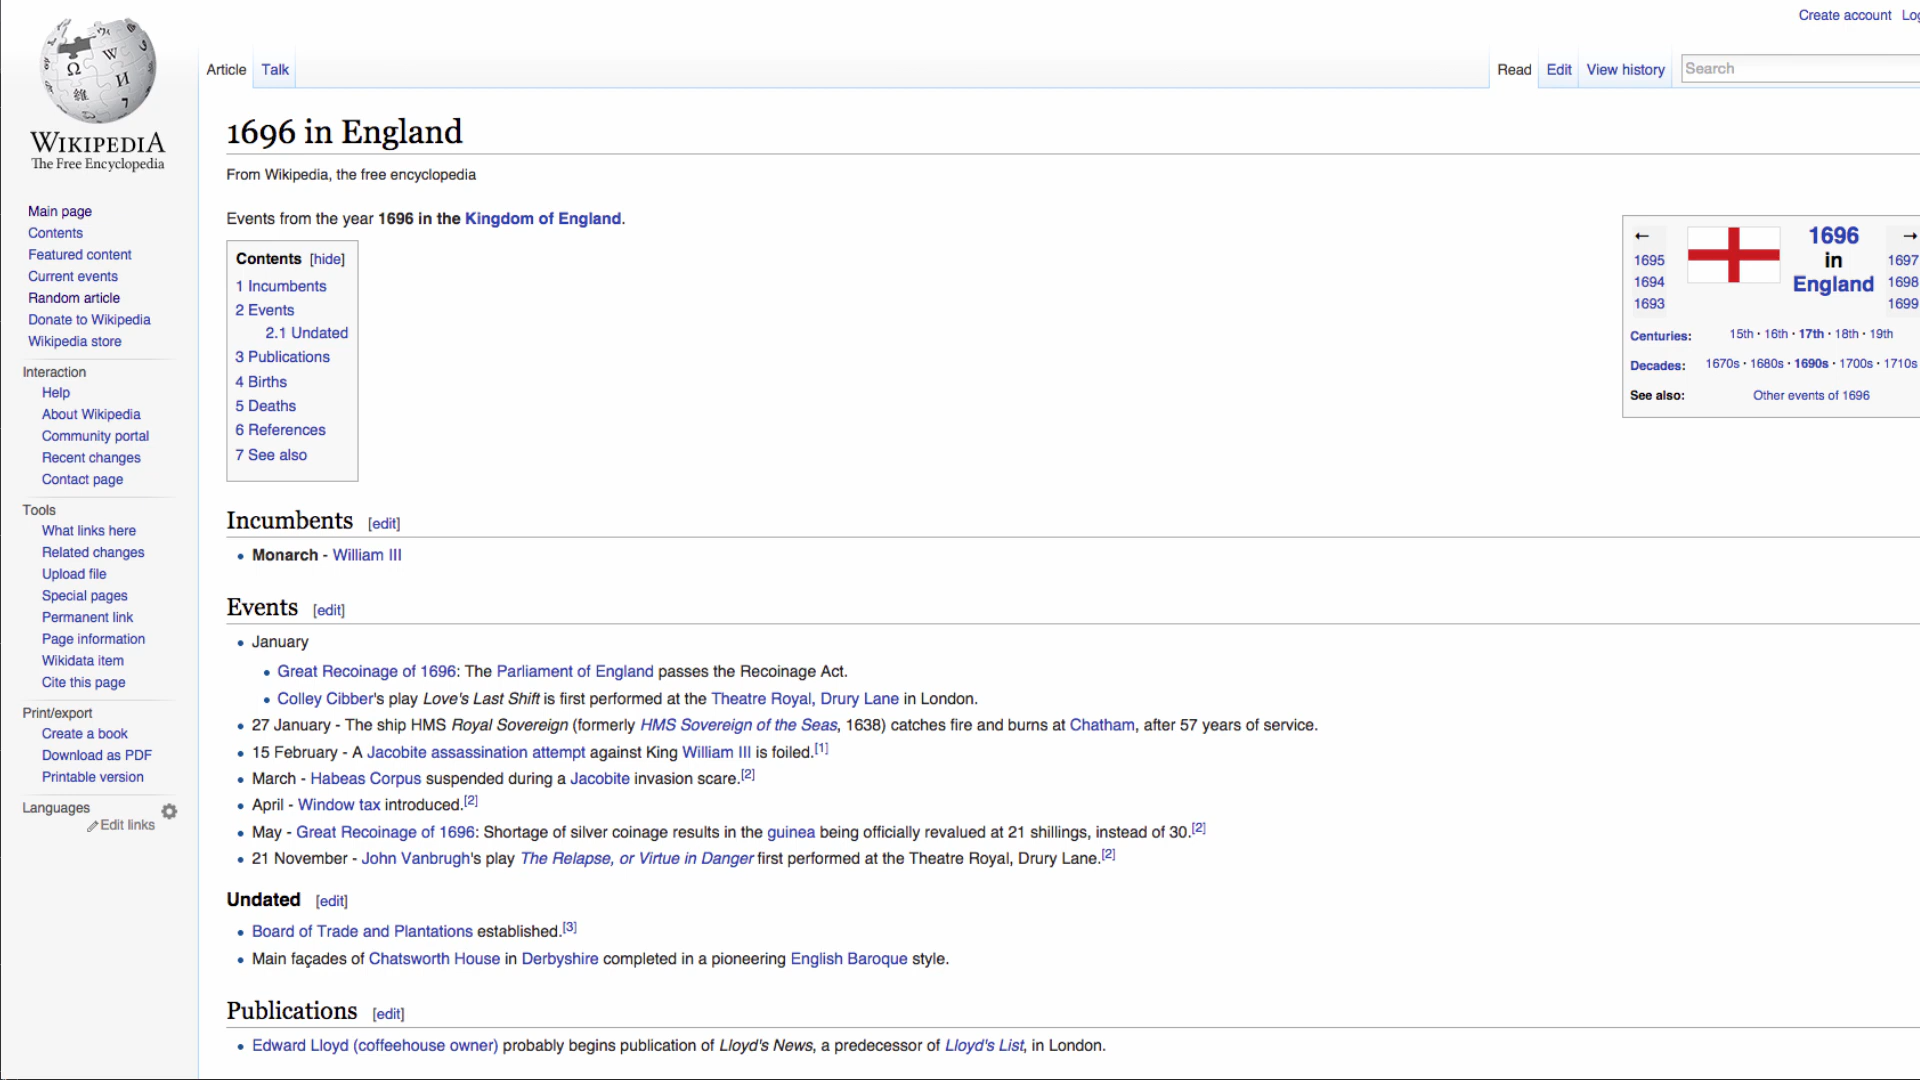 Create account
WIKIPEDIA
The Free Encyclopedia
Article Talk
Read Edit View history Search
Main page
Contents
Featured content
Current events
Random article
Donate to Wikipedia
Wikipedia store
Interaction
Help
About Wikipedia
Community portal
Recent changes
Contact page
Tools
What links here
Related changes
Upload file
Special pages
Permanent link
Page information
Wikidata item
Cite this page
Print/export
Create a book
Download as PDF
Printable version
Languages
Edit links
1696 in England
From Wikipedia, the free encyclopedia
Events from the year 1696 in the Kingdom of England.
Contents [hide]
1 Incumbents
2 Events
2.1 Undated
3 Publications
4 Births
5 Deaths
6 References
7 See also
← 1696 →
in
England
1695 1697
1694 1698
1693 1699
Centuries: 15th · 16th · 17th · 18th · 19th
Decades: 1670s · 1680s · 1690s · 1700s · 1710s
See also: Other events of 1696
Incumbents [edit]
• Monarch - William III
Events [edit]
• January
• Great Recoinage of 1696: The Parliament of England passes the Recoinage Act.
• Colley Cibber's play Love's Last Shift is first performed at the Theatre Royal, Drury Lane in London.
• 27 January - The ship HMS Royal Sovereign (formerly HMS Sovereign of the Seas, 1638) catches fire and burns at Chatham, after 57 years of service.
• 15 February - A Jacobite assassination attempt against King William III is foiled.[1]
• March - Habeas Corpus suspended during a Jacobite invasion scare.[2]
• April - Window tax introduced.[2]
• May - Great Recoinage of 1696: Shortage of silver coinage results in the guinea being officially revalued at 21 shillings, instead of 30.[2]
• 21 November - John Vanbrugh's play The Relapse, or Virtue in Danger first performed at the Theatre Royal, Drury Lane.[2]
Undated [edit]
• Board of Trade and Plantations established.[3]
• Main façades of Chatsworth House in Derbyshire completed in a pioneering English Baroque style.
Publications [edit]
• Edward Lloyd (coffeehouse owner) probably begins publication of Lloyd's News, a predecessor of Lloyd's List, in London.